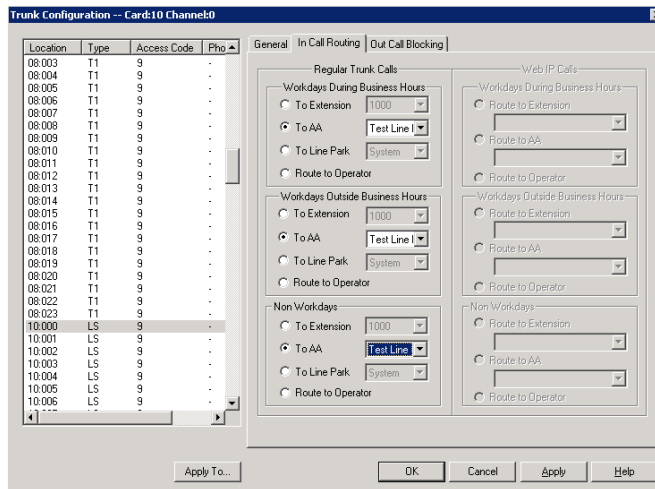 Trunk Configuration -- Card:10 Channel:0
Location Type Access Code Pho
08:003 T1 9 -
08:004 T1 9 -
08:005 T1 9 -
08:006 T1 9 -
08:007 T1 9 -
08:008 T1 9 -
08:009 T1 9 -
08:010 T1 9 -
08:011 T1 9 -
08:012 T1 9 -
08:013 T1 9 -
08:014 T1 9 -
08:015 T1 9 -
08:016 T1 9 -
08:017 T1 9 -
08:018 T1 9 -
08:019 T1 9 -
08:020 T1 9 -
08:021 T1 9 -
08:022 T1 9 -
08:023 T1 9 -
10:000 LS 9 -
10:001 LS 9 -
10:002 LS 9 -
10:003 LS 9 -
10:004 LS 9 -
10:005 LS 9 -
10:006 LS 9 -
Apply To...
General In Call Routing Out Call Blocking
Regular Trunk Calls
Workdays During Business Hours
To Extension 1000
To AA Test Line
To Line Park System
Route to Operator
Workdays Outside Business Hours
To Extension 1000
To AA Test Line
To Line Park System
Route to Operator
Non Workdays
To Extension 1000
To AA Test Line
To Line Park System
Route to Operator
Web IP Calls
Workdays During Business Hours
Route to Extension
Route to AA
Route to Operator
Workdays Outside Business Hours
Route to Extension
Route to AA
Route to Operator
Non Workdays
Route to Extension
Route to AA
Route to Operator
OK Cancel Apply Help